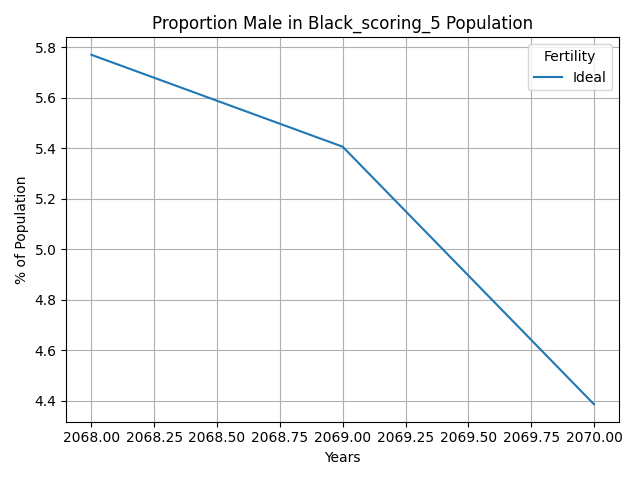 Proportion Male in Black_scoring_5 Population
Fertility
Ideal
% of Population
5.8
5.6
5.4
5.2
5.0
4.8
4.6
4.4
2068.00 2068.25 2068.50 2068.75 2069.00 2069.25 2069.50 2069.75 2070.00
Years